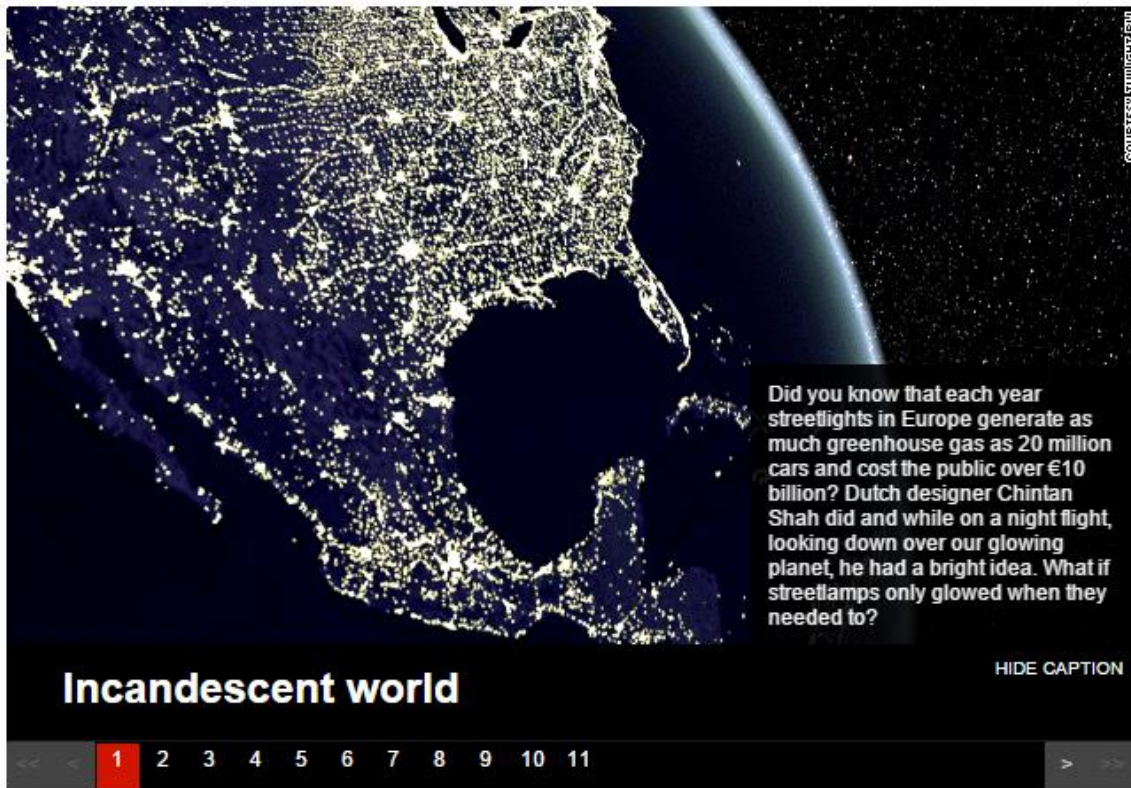 COURTESY TWILIGHT B.V.
Did you know that each year
streetlights in Europe generate as
much greenhouse gas as 20 million
cars and cost the public over €10
billion? Dutch designer Chintan
Shah did and while on a night flight,
looking down over our glowing
planet, he had a bright idea. What if
streetlamps only glowed when they
needed to?
Incandescent world
HIDE CAPTION
<< < 1 2 3 4 5 6 7 8 9 10 11 > >>